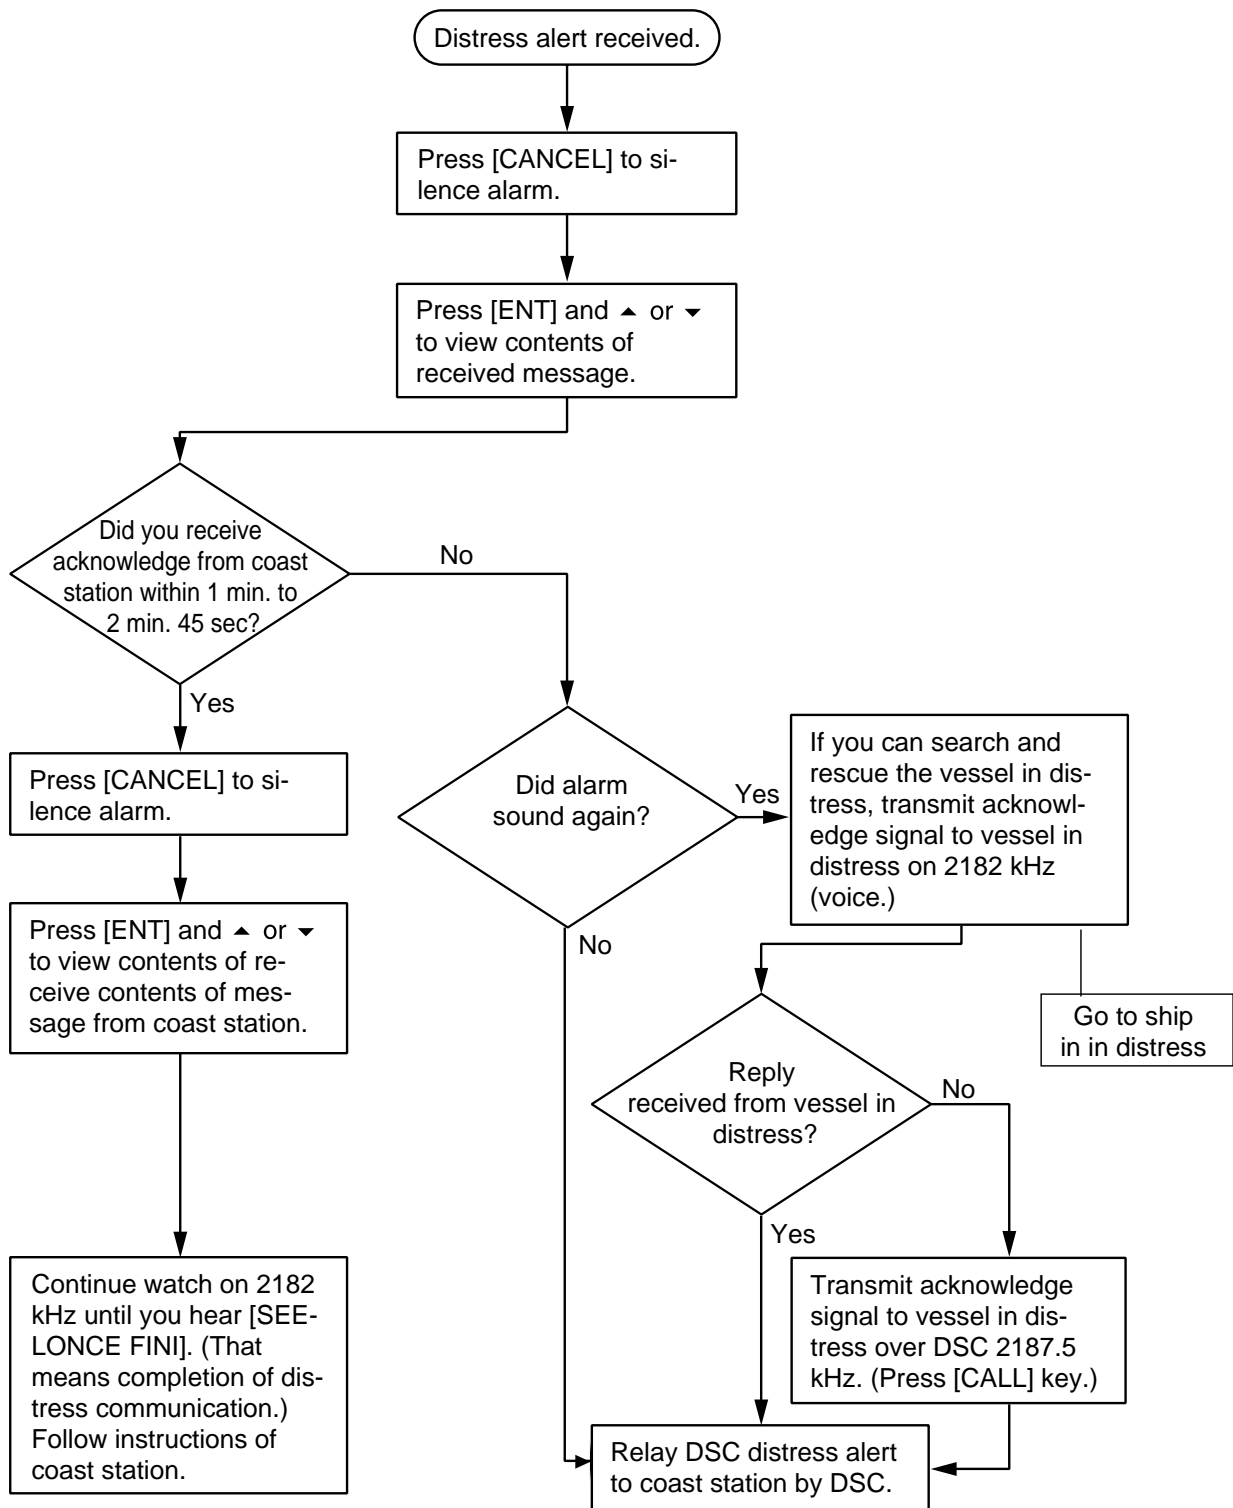 Distress alert received.
Press [CANCEL] to si-
lence alarm.
Press [ENT] and ▲ or ▼
to view contents of
received message.
Did you receive
acknowledge from coast
station within 1 min. to
2 min. 45 sec?
No
Yes
Press [CANCEL] to si-
lence alarm.
Press [ENT] and ▲ or ▼
to view contents of re-
ceive contents of mes-
sage from coast station.
Continue watch on 2182
kHz until you hear [SEE-
LONCE FINI]. (That
means completion of dis-
tress communication.)
Follow instructions of
coast station.
Did alarm
sound again?
Yes
No
If you can search and
rescue the vessel in dis-
tress, transmit acknowl-
edge signal to vessel in
distress on 2182 kHz
(voice.)
Go to ship
in in distress
Reply
received from vessel in
distress?
No
Yes
Transmit acknowledge
signal to vessel in dis-
tress over DSC 2187.5
kHz. (Press [CALL] key.)
Relay DSC distress alert
to coast station by DSC.